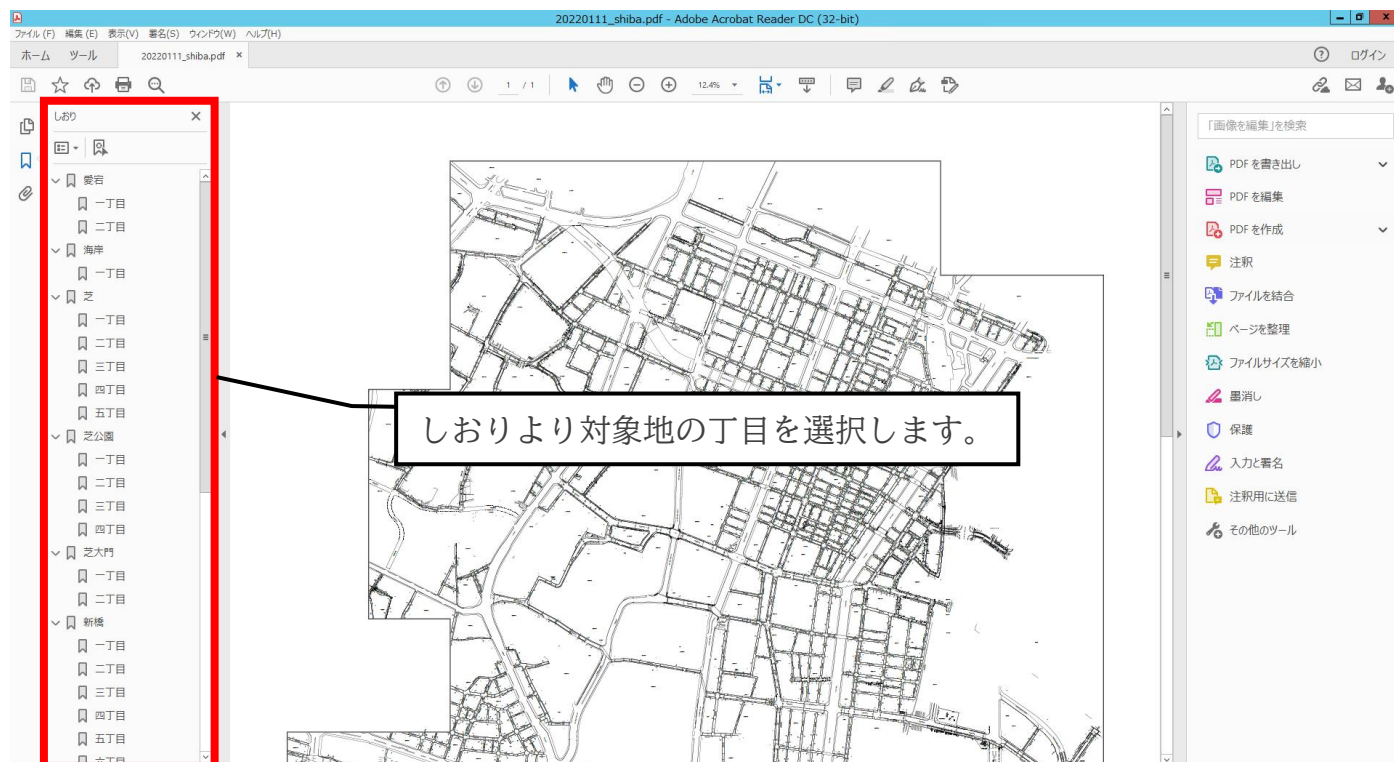 20220111_shiba.pdf - Adobe Acrobat Reader DC (32-bit)
ファイル(F) 編集(E) 表示(V) 署名(S) ウィンドウ(W) ヘルプ(H)
ホーム ツール 20220111_shiba.pdf × ログイン
1 / 1 12.4%
しおり
愛宕
一丁目
二丁目
海岸
一丁目
芝
一丁目
二丁目
三丁目
四丁目
五丁目
芝公園
一丁目
二丁目
三丁目
四丁目
芝大門
一丁目
二丁目
新橋
一丁目
二丁目
三丁目
四丁目
五丁目
六丁目
しおりより対象地の丁目を選択します。
「画像を編集」を検索
PDF を書き出し
PDF を編集
PDF を作成
注釈
ファイルを結合
ページを整理
ファイルサイズを縮小
墨消し
保護
入力と署名
注釈用に送信
その他のツール